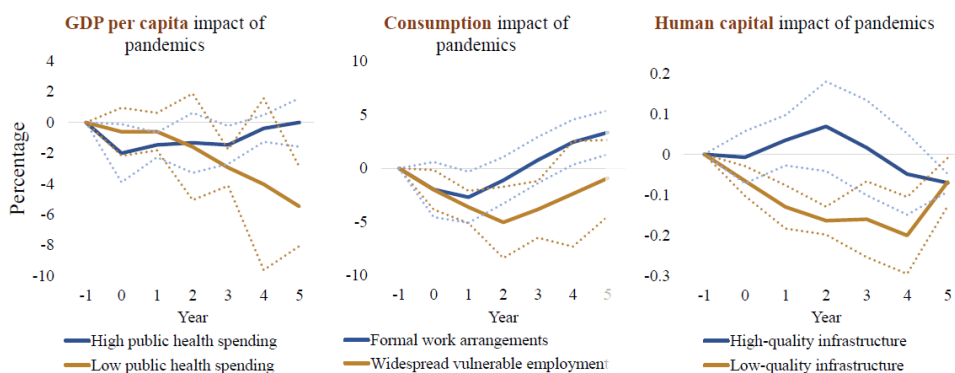 GDP per capita impact of
pandemics
4
2
0
-2
-4
-6
-8
-10
Percentage
-1 0 1 2 3 4 5
Year
High public health spending
Low public health spending
Consumption impact of
pandemics
10
5
0
-5
-10
-1 0 1 2 3 4 5
Year
Formal work arrangements
Widespread vulnerable employment
Human capital impact of pandemics
0.2
0.1
0
-0.1
-0.2
-0.3
-1 0 1 2 3 4 5
Year
High-quality infrastructure
Low-quality infrastructure